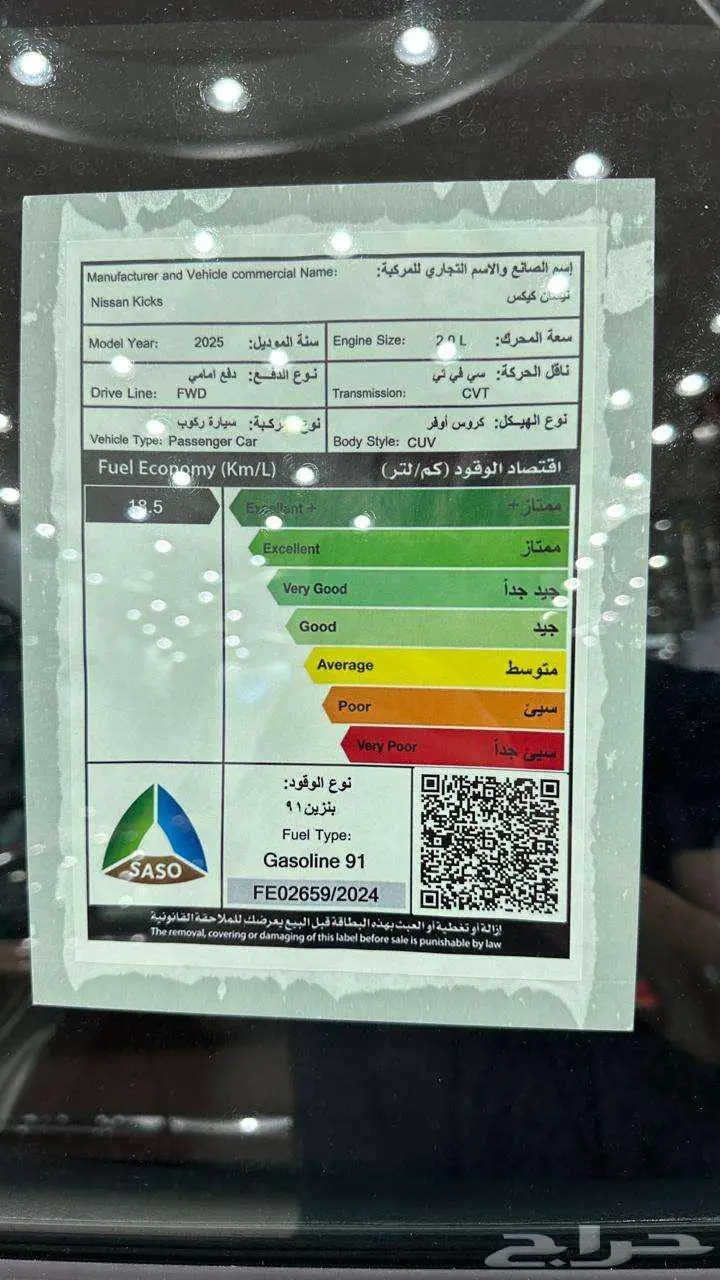 Manufacturer and Vehicle commercial Name: إسم الصانع والاسم التجاري للمركبة:
Nissan Kicks نيسان كيكس
Model Year: 2025 سنة الموديل:
Engine Size: 2.0 L سعة المحرك:
نوع الدفع: دفع امامي
Drive Line: FWD
ناقل الحركة: سي في تي
Transmission: CVT
سيارة ركوب
Vehicle Type: Passenger Car
نوع الهيكل: كروس أوفر
Body Style: CUV
Fuel Economy (Km/L) اقتصاد الوقود (كم/لتر)
18.5
Excellent + ممتاز+
Excellent ممتاز
Very Good جيد جداً
Good جيد
Average متوسط
Poor سيئ
Very Poor سيئ جداً
SASO
نوع الوقود:
بنزين ٩١
Fuel Type:
Gasoline 91
FE02659/2024
إزالة أو تغطية أو العبث بهذه البطاقة قبل البيع يعرضك للملاحقة القانونية
The removal, covering or damaging of this label before sale is punishable by law
حراج